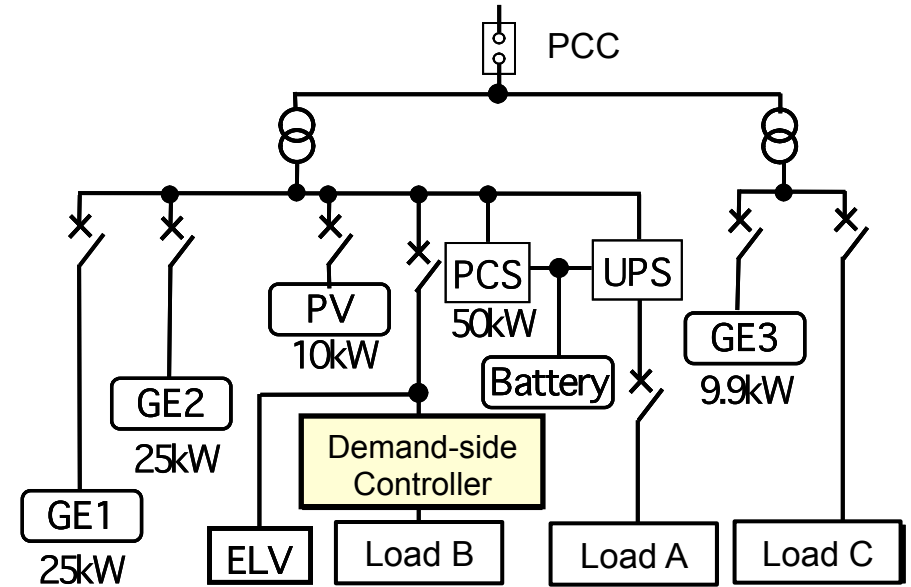 PCC
PCS
50kW
UPS
PV
10kW
GE3
9.9kW
Battery
GE2
25kW
Demand-side
Controller
GE1
25kW
ELV
Load B
Load A
Load C